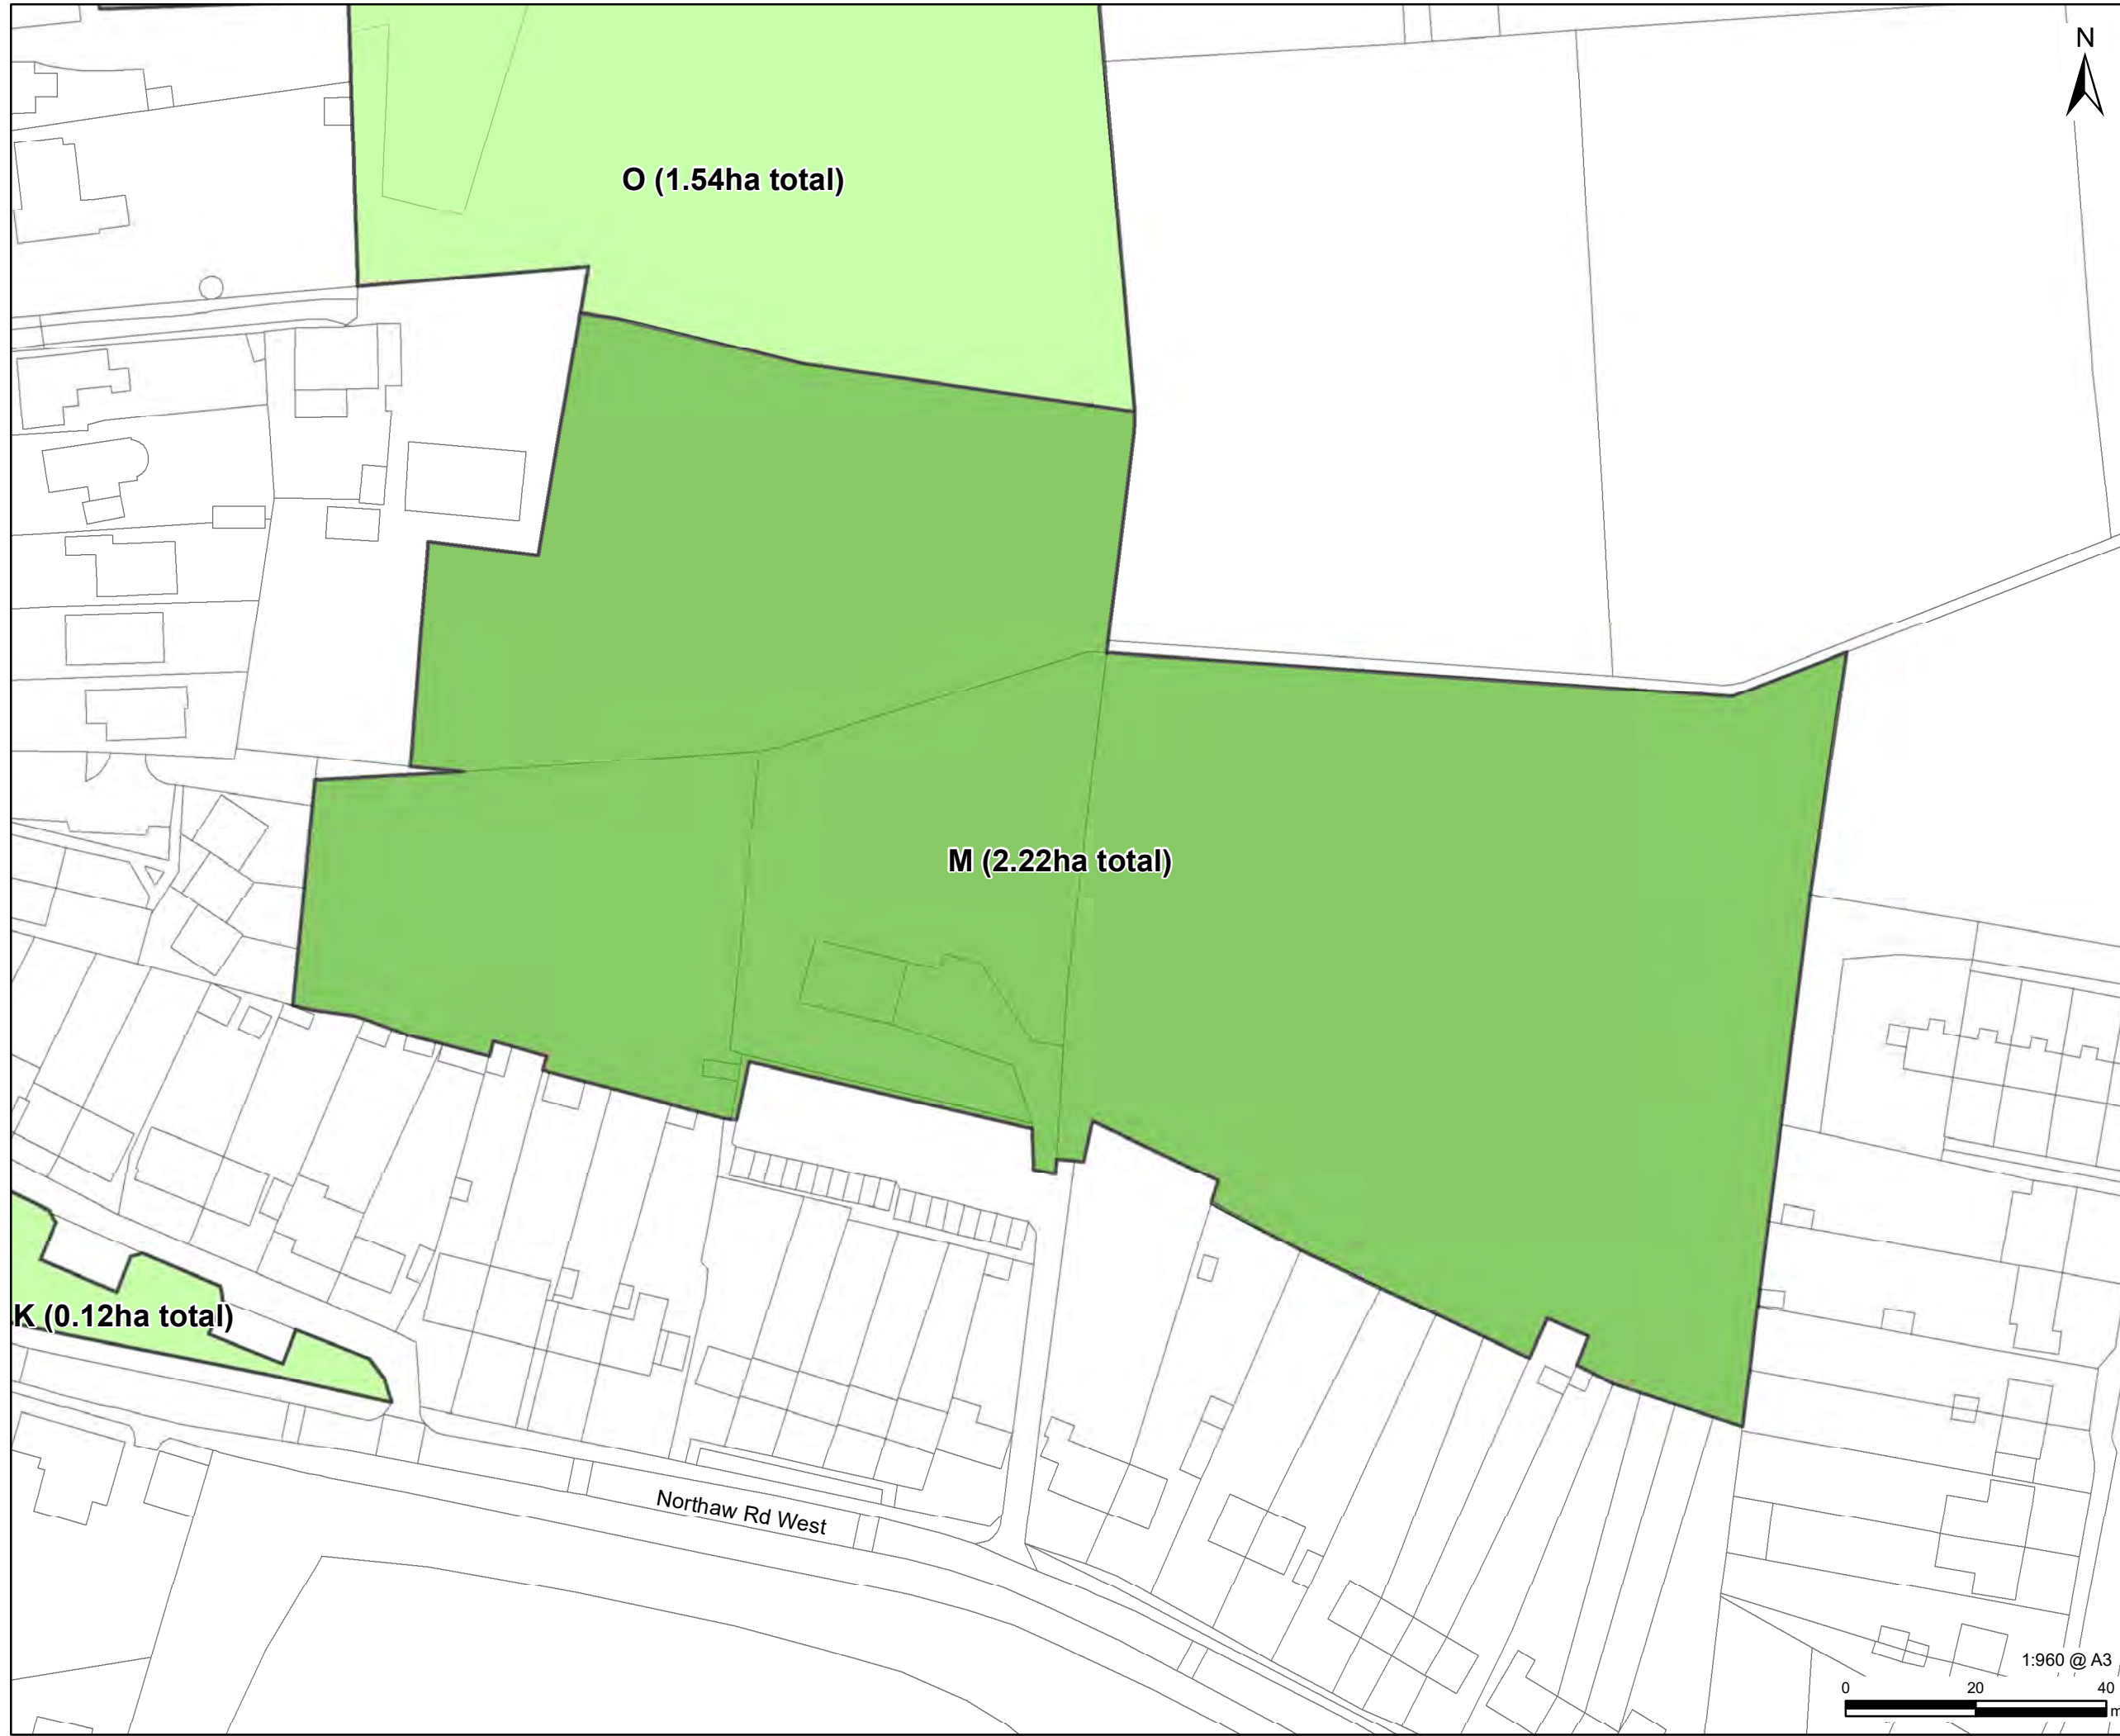 N
O (1.54ha total)
M (2.22ha total)
K (0.12ha total)
Northaw Rd West
1:960 @ A3
0 20 40
m